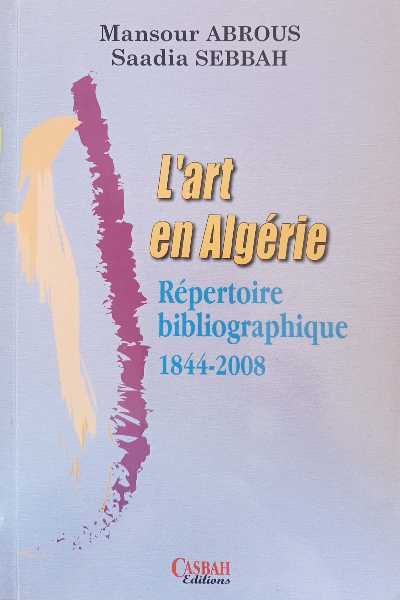 Mansour ABROUS
Saadia SEBBAH
L'art
en Algérie
Répertoire
bibliographique
1844-2008
CASBAH
Editions